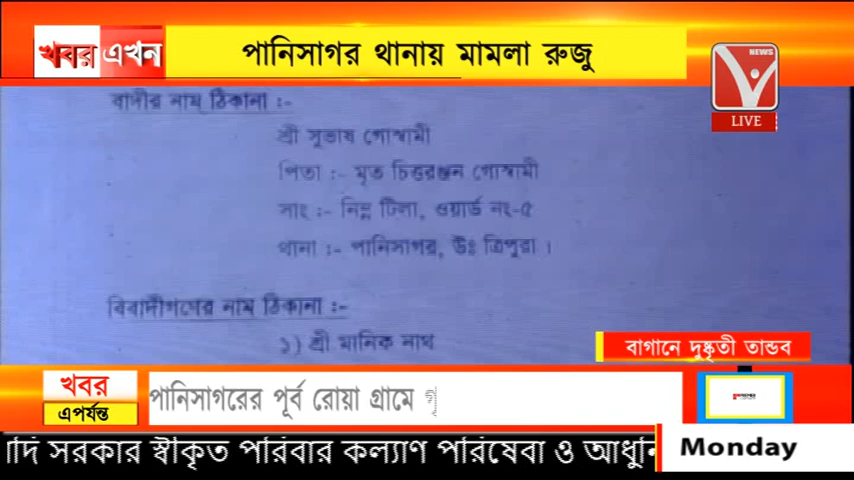 খবর এখন
পানিসাগর থানায় মামলা রুজু
NEWS
LIVE
বাদীর নাম ঠিকানা :-
শ্রী সুভাষ গোস্বামী
পিতা :- মৃত চিত্তরঞ্জন গোস্বামী
সাং :- নিম্ন টিলা, ওয়ার্ড নং-৫
থানা :- পানিসাগর, উঃ ত্রিপুরা ।
বিবাদীগণের নাম ঠিকানা :-
১) শ্রী মানিক নাথ
বাগানে দুষ্কৃতী তান্ডব
খবর
এপর্যন্ত
পানিসাগরের পূর্ব রোয়া গ্রামে গৃ
াদি সরকার স্বীকৃত পরিবার কল্যাণ পরিষেবা ও আধুনি
Monday